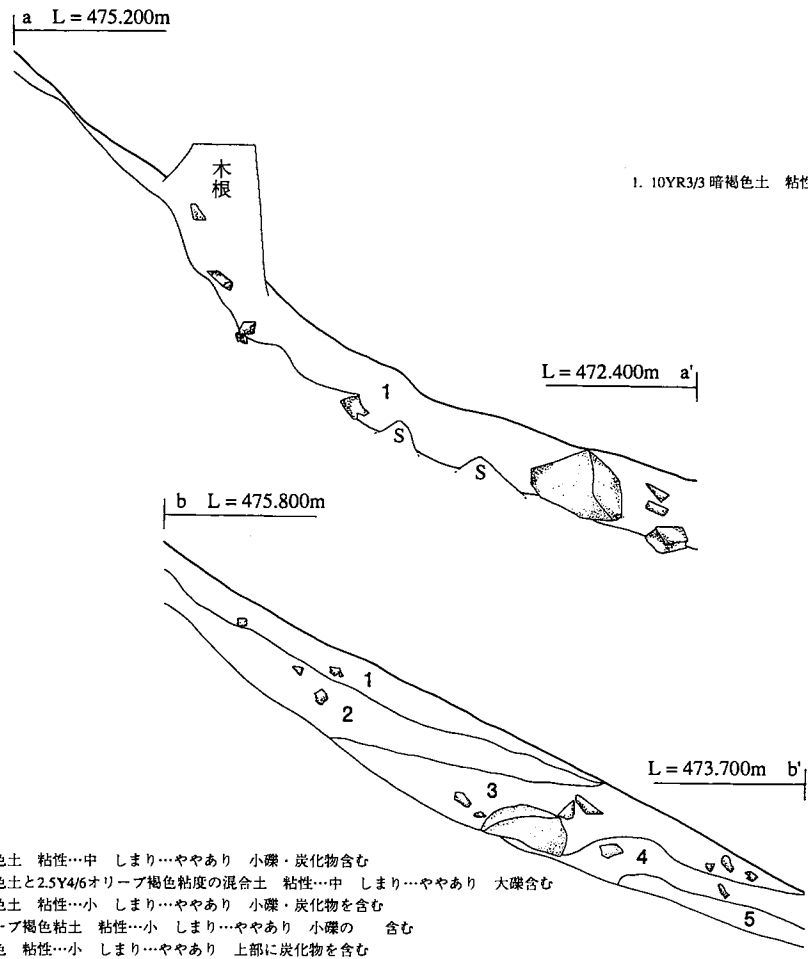 a L = 475.200m
木根
1. 10YR3/3 暗褐色土 粘性
1
L = 472.400m a'
S
S
b L = 475.800m
1
2
L = 473.700m b'
3
4
5
色土 粘性…中 しまり…ややあり 小礫・炭化物含む
色土と2.5Y4/6オリーブ褐色粘度の混合土 粘性…中 しまり…ややあり 大礫含む
色土 粘性…小 しまり…ややあり 小礫・炭化物を含む
ーブ褐色粘土 粘性…小 しまり…ややあり 小礫の 含む
色 粘性…小 しまり…ややあり 上部に炭化物を含む